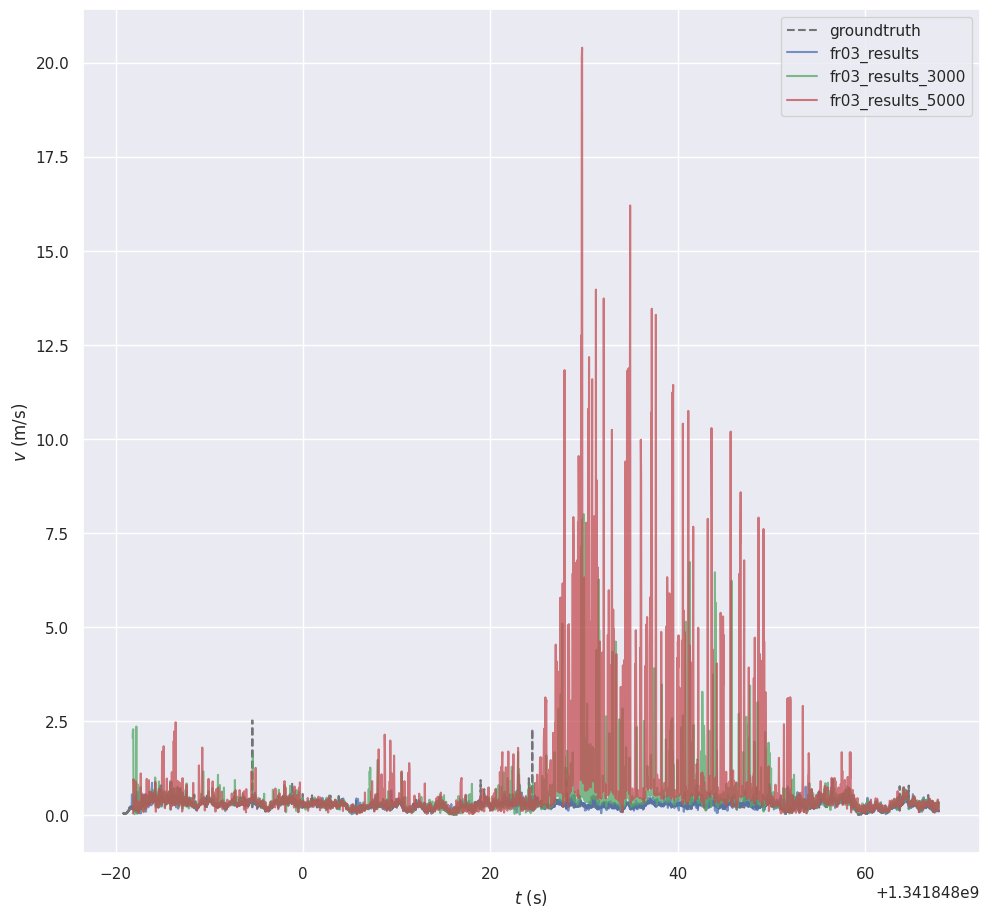 groundtruth
fr03_results
fr03_results_3000
fr03_results_5000
20.0
17.5
15.0
12.5
10.0
7.5
5.0
2.5
0.0
v (m/s)
−20
0
20
40
60
t (s)
+1.341848e9